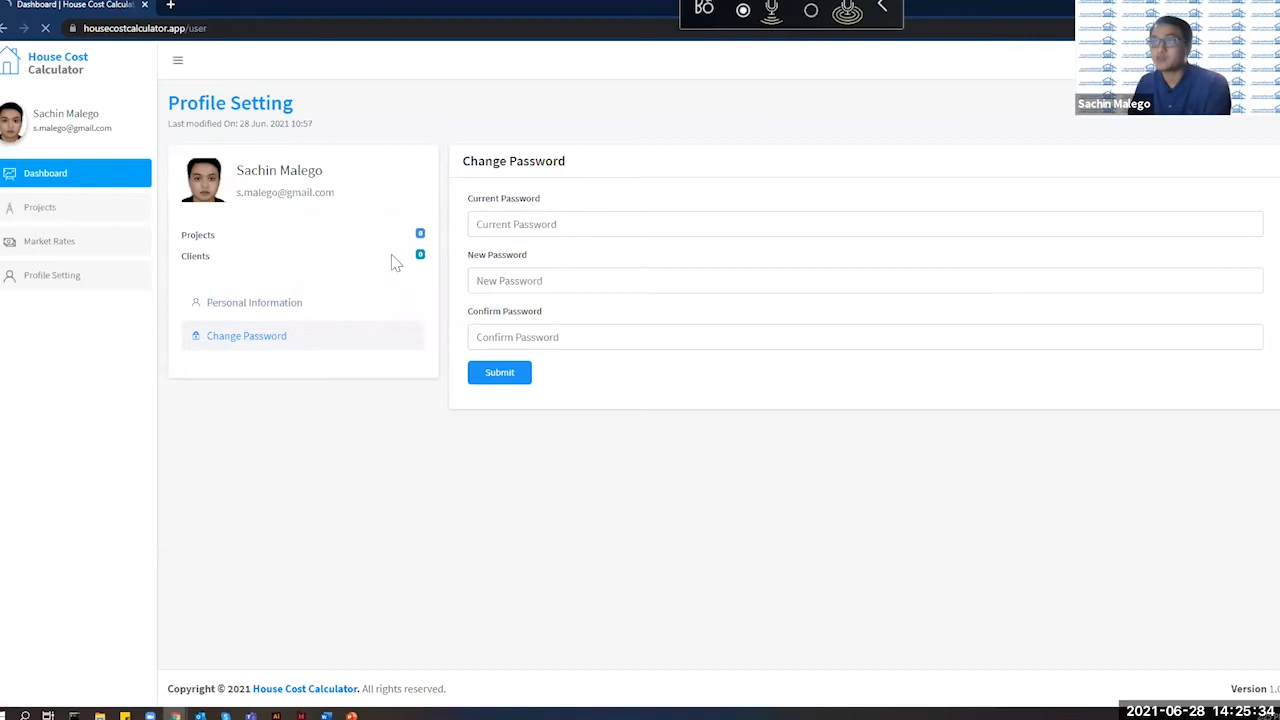 Dashboard | House Cost Calculat
housecostcalculator.app/user
House Cost
Calculator
Sachin Malego
s.malego@gmail.com
Dashboard
Projects
Market Rates
Profile Setting
Profile Setting
Last modified On: 28 Jun. 2021 10:57
Sachin Malego
s.malego@gmail.com
Projects 0
Clients 0
Personal Information
Change Password
Change Password
Current Password
Current Password
New Password
New Password
Confirm Password
Confirm Password
Submit
Sachin Malego
Copyright © 2021 House Cost Calculator. All rights reserved.
Version 1.0
2021-06-28 14:25:34